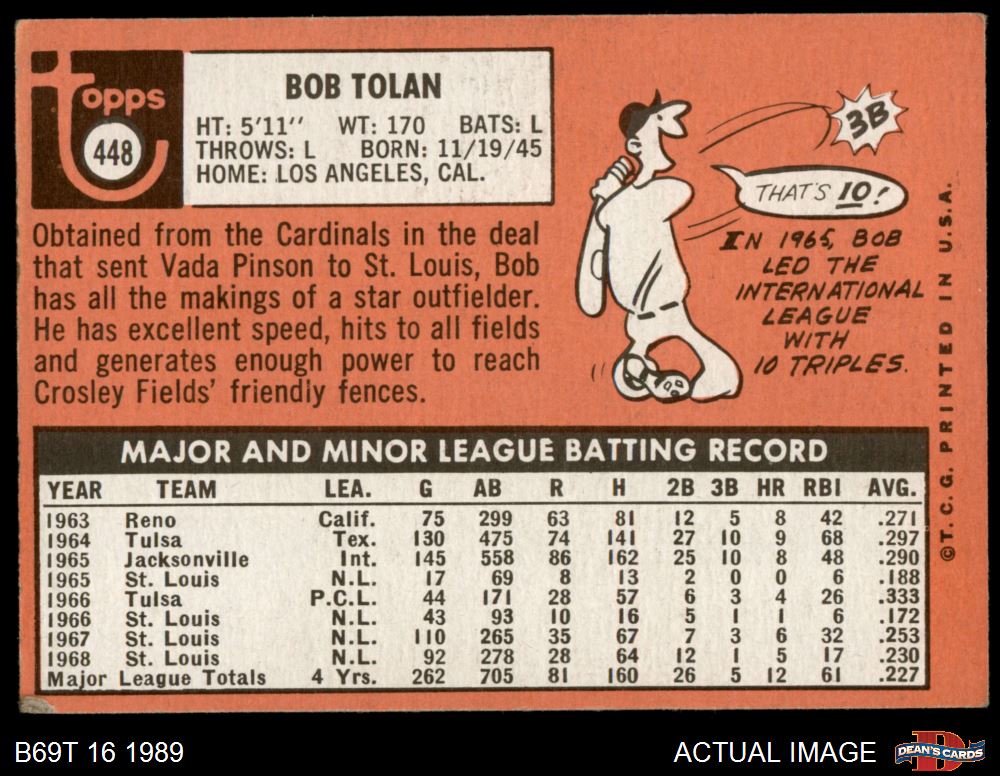 topps
448
BOB TOLAN
HT: 5'11'' WT: 170 BATS: L
THROWS: L BORN: 11/19/45
HOME: LOS ANGELES, CAL.
Obtained from the Cardinals in the deal
that sent Vada Pinson to St. Louis, Bob
has all the makings of a star outfielder.
He has excellent speed, hits to all fields
and generates enough power to reach
Crosley Fields' friendly fences.
3B
THAT'S 10!
IN 1965, BOB
LED THE
INTERNATIONAL
LEAGUE
WITH
10 TRIPLES.
©T. C. G. PRINTED IN U.S.A.
MAJOR AND MINOR LEAGUE BATTING RECORD
YEAR TEAM LEA. G AB R H 2B 3B HR RBI AVG.
1963 Reno Calif. 75 299 63 81 12 5 8 42 .271
1964 Tulsa Tex. 130 475 74 141 27 10 9 68 .297
1965 Jacksonville Int. 145 558 86 162 25 10 8 48 .290
1965 St. Louis N.L. 17 69 8 13 2 0 0 6 .188
1966 Tulsa P.C.L. 44 171 28 57 6 3 4 26 .333
1966 St. Louis N.L. 43 93 10 16 5 1 1 6 .172
1967 St. Louis N.L. 110 265 35 67 7 3 6 32 .253
1968 St. Louis N.L. 92 278 28 64 12 1 5 17 .230
Major League Totals 4 Yrs. 262 705 81 160 26 5 12 61 .227
B69T 16 1989
ACTUAL IMAGE
D
DEAN'S CARDS